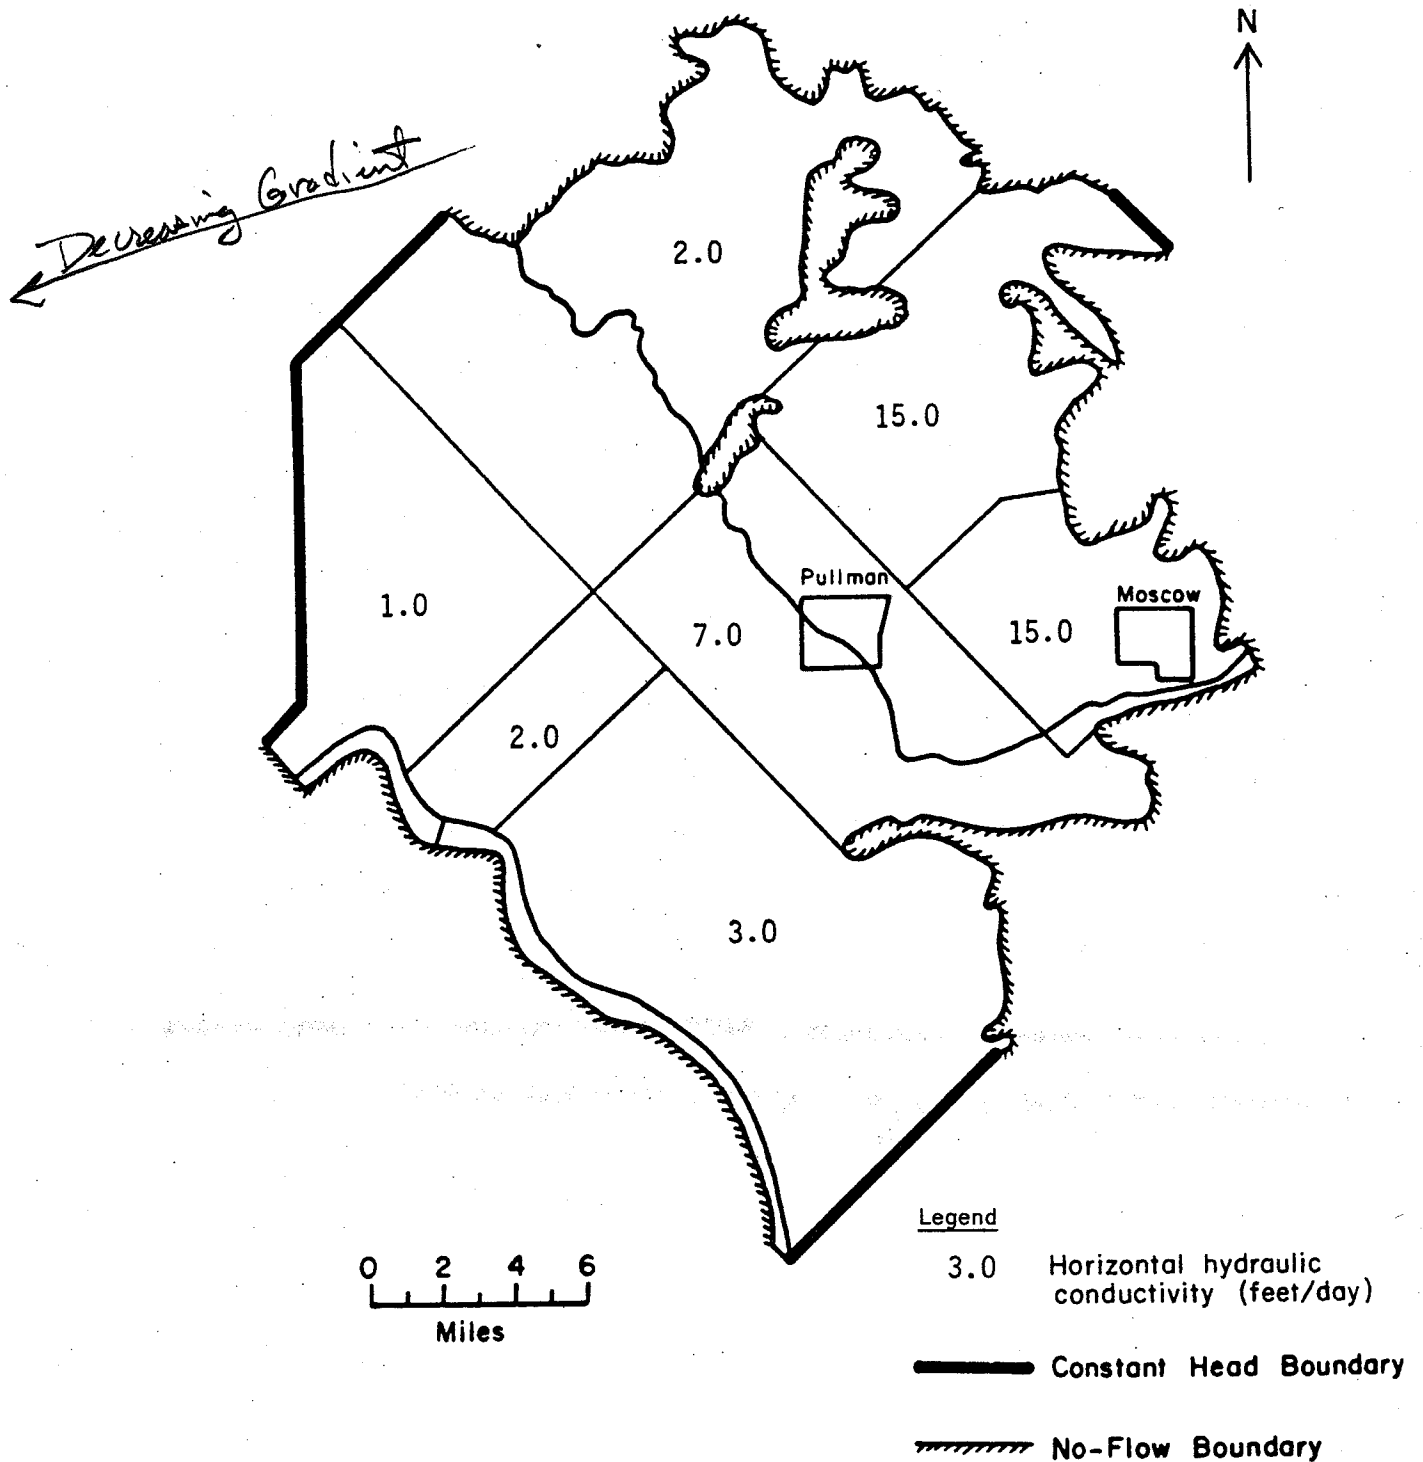 N
Decreasing Gradient
2.0
15.0
Pullman
Moscow
1.0
7.0
15.0
2.0
3.0
Legend
3.0 Horizontal hydraulic
conductivity (feet/day)
0 2 4 6
Miles
Constant Head Boundary
No-Flow Boundary